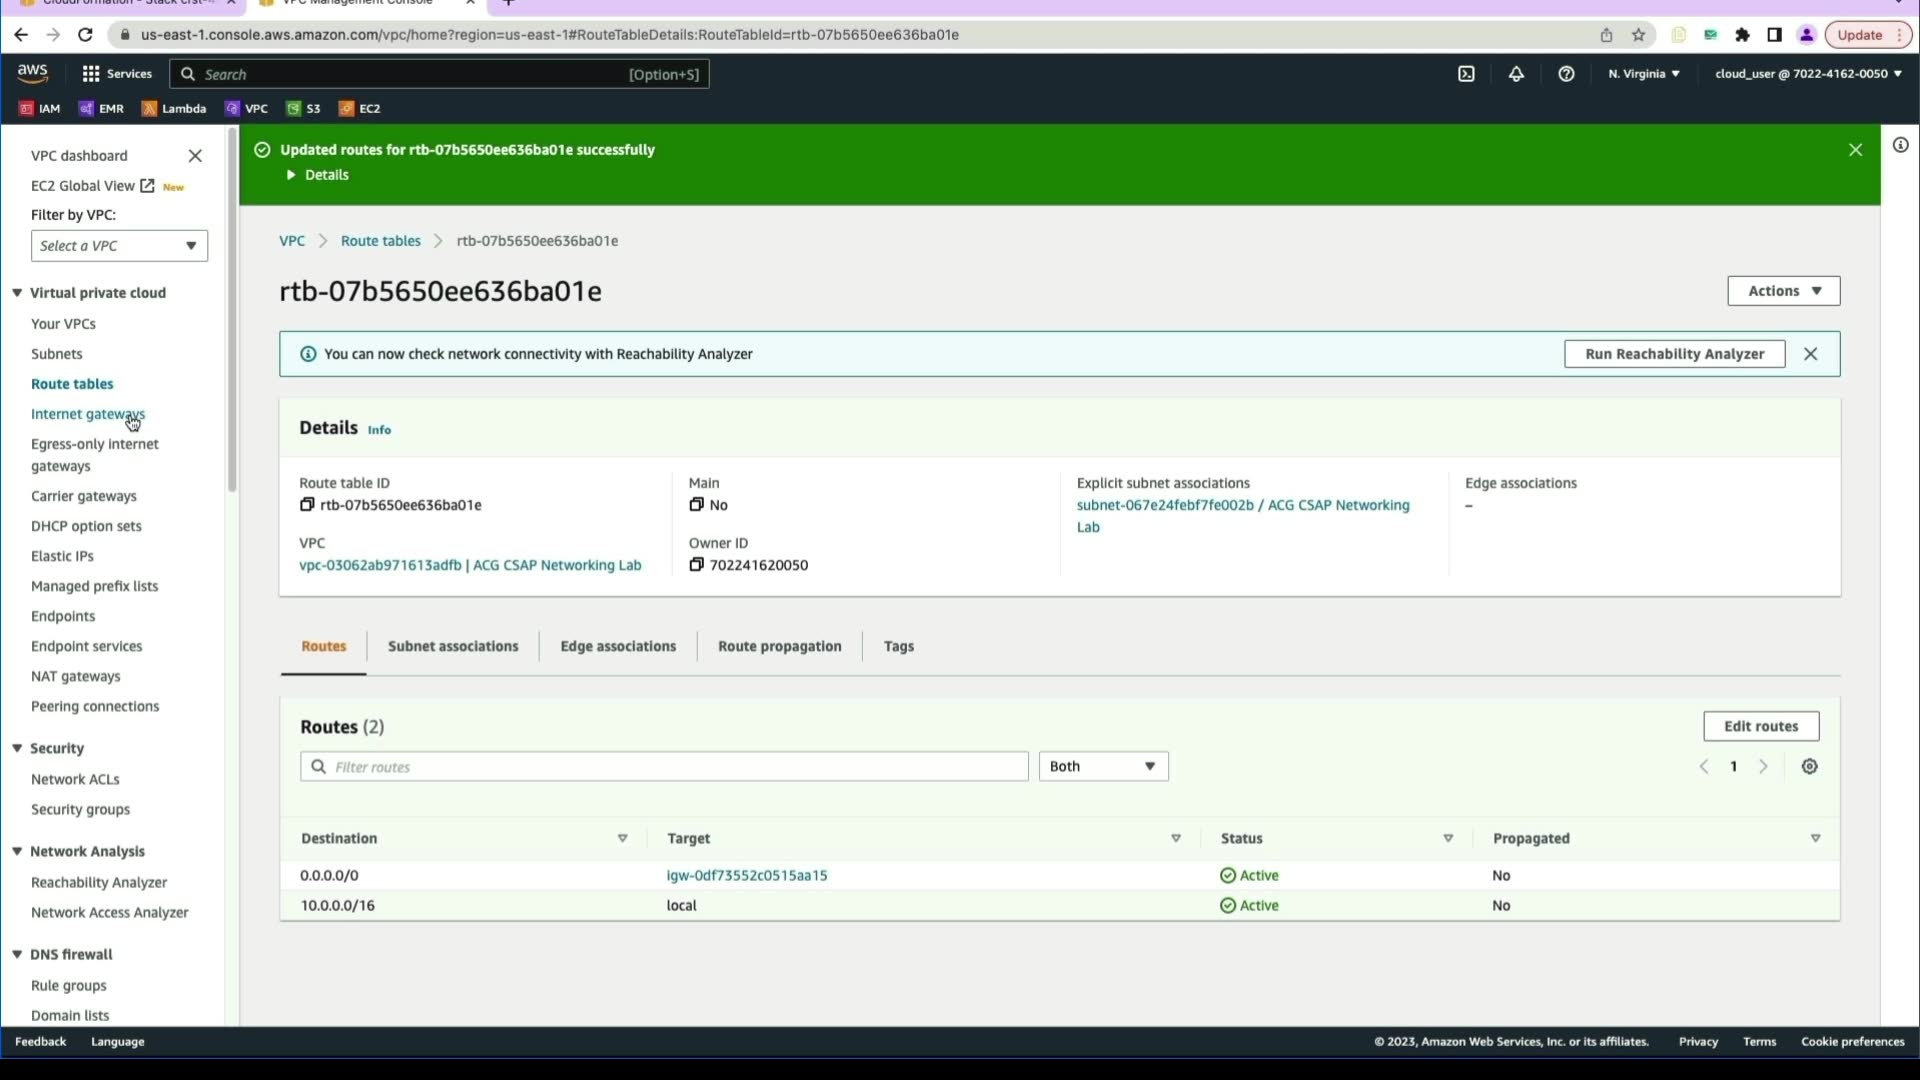 CloudFormation - Stack
VPC Management Console
us-east-1.console.aws.amazon.com/vpc/home?region=us-east-1#RouteTableDetails:RouteTableId=rtb-07b5650ee636ba01e
Update
aws
Services
Search
[Option+S]
N. Virginia
cloud_user @ 7022-4162-0050
IAM
EMR
Lambda
VPC
S3
EC2
VPC dashboard
EC2 Global View
New
Filter by VPC:
Select a VPC
Virtual private cloud
Your VPCs
Subnets
Route tables
Internet gateways
Egress-only internet
gateways
Carrier gateways
DHCP option sets
Elastic IPs
Managed prefix lists
Endpoints
Endpoint services
NAT gateways
Peering connections
Security
Network ACLs
Security groups
Network Analysis
Reachability Analyzer
Network Access Analyzer
DNS firewall
Rule groups
Domain lists
Updated routes for rtb-07b5650ee636ba01e successfully
Details
VPC
Route tables
rtb-07b5650ee636ba01e
rtb-07b5650ee636ba01e
Actions
You can now check network connectivity with Reachability Analyzer
Run Reachability Analyzer
Details
Info
Route table ID
rtb-07b5650ee636ba01e
VPC
vpc-03062ab971613adfb | ACG CSAP Networking Lab
Main
No
Owner ID
702241620050
Explicit subnet associations
subnet-067e24febf7fe002b / ACG CSAP Networking
Lab
Edge associations
–
Routes
Subnet associations
Edge associations
Route propagation
Tags
Routes (2)
Edit routes
Filter routes
Both
1
Destination
Target
Status
Propagated
0.0.0.0/0
igw-0df73552c0515aa15
Active
No
10.0.0.0/16
local
Active
No
Feedback
Language
© 2023, Amazon Web Services, Inc. or its affiliates.
Privacy
Terms
Cookie preferences